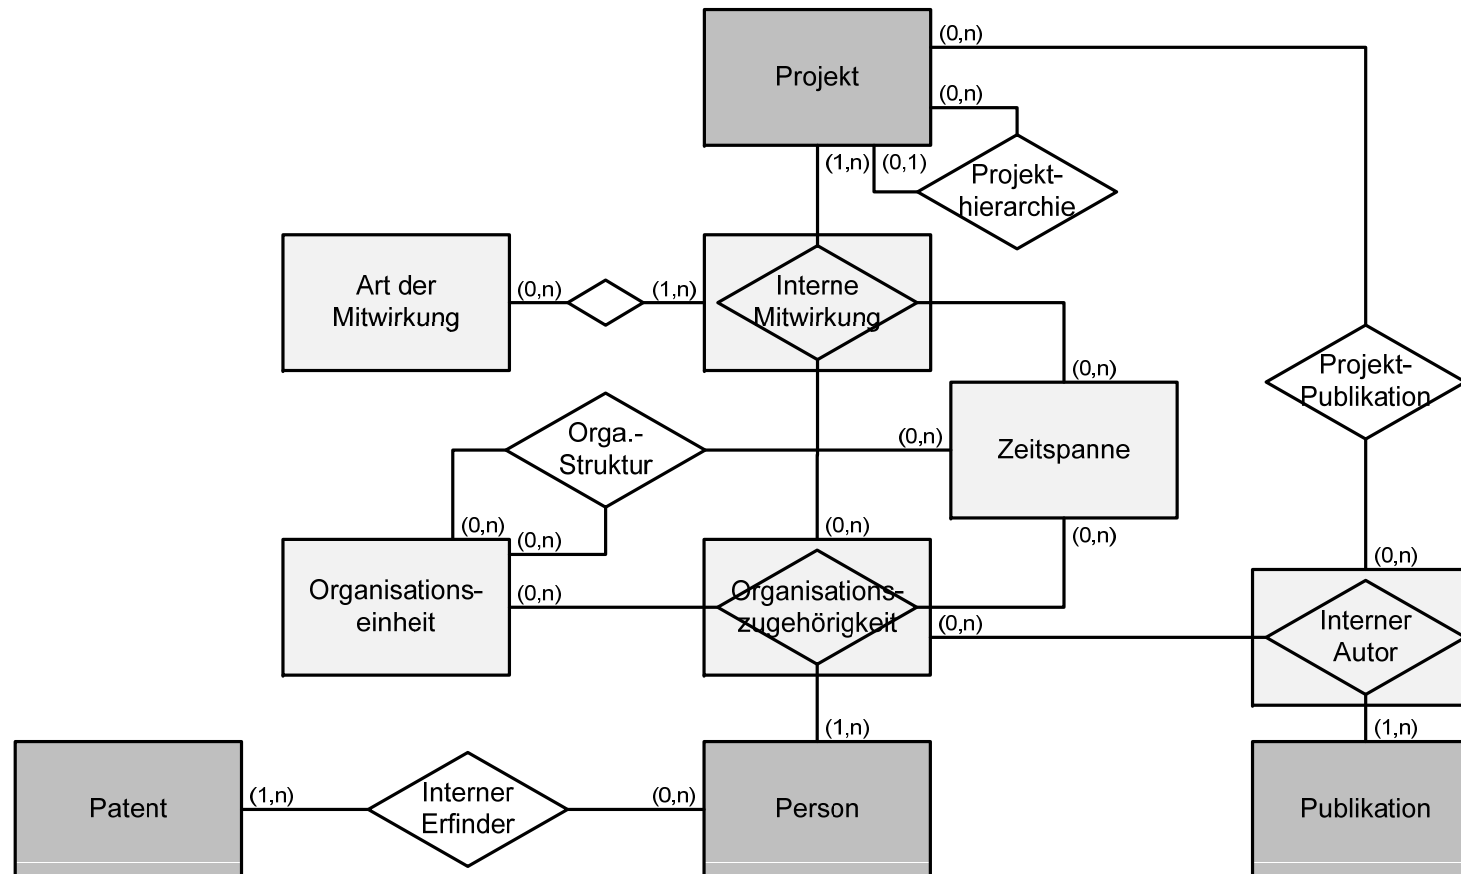 (0,n)
Projekt
(0,n)
(1,n)
(0,1)
Projekt-
hierarchie
Art der
Mitwirkung
(0,n)
(1,n)
Interne
Mitwirkung
(0,n)
Projekt-
Publikation
Orga.-
Struktur
(0,n)
Zeitspanne
(0,n)
(0,n)
(0,n)
(0,n)
(0,n)
Organisations-
einheit
(0,n)
Organisations-
zugehörigkeit
(0,n)
Interner
Autor
(1,n)
(1,n)
Patent
(1,n)
Interner
Erfinder
(0,n)
Person
Publikation